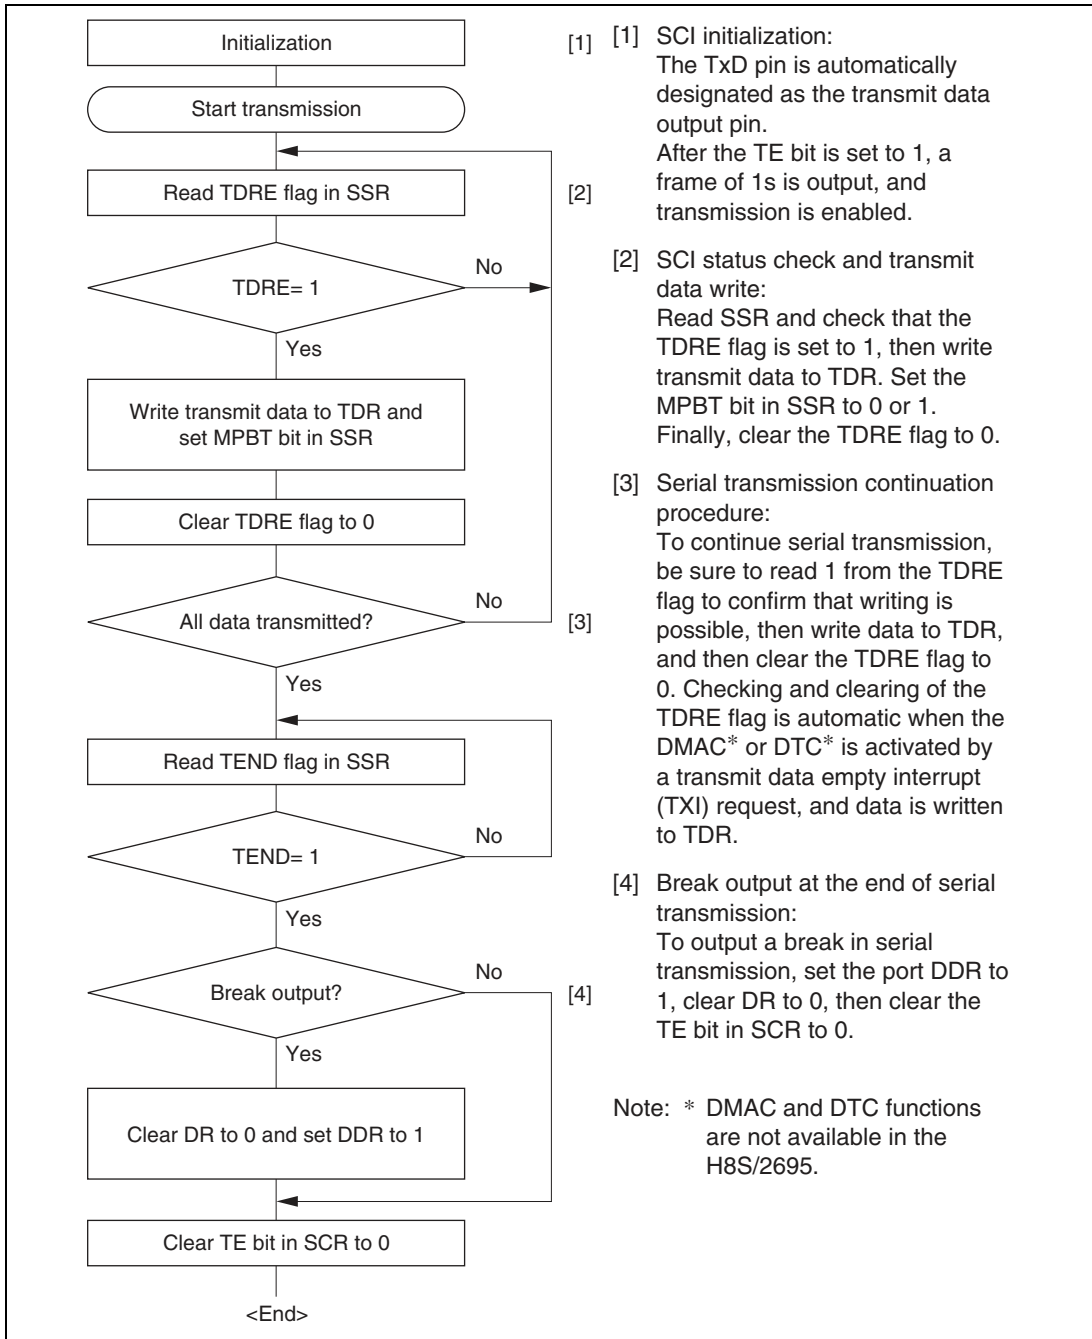 Initialization
[1]
Start transmission
Read TDRE flag in SSR
[2]
TDRE= 1
No
Yes
Write transmit data to TDR and
set MPBT bit in SSR
Clear TDRE flag to 0
All data transmitted?
No
[3]
Yes
Read TEND flag in SSR
TEND= 1
No
Yes
Break output?
No
[4]
Yes
Clear DR to 0 and set DDR to 1
Clear TE bit in SCR to 0
<End>
[1] SCI initialization:
The TxD pin is automatically
designated as the transmit data
output pin.
After the TE bit is set to 1, a
frame of 1s is output, and
transmission is enabled.
[2] SCI status check and transmit
data write:
Read SSR and check that the
TDRE flag is set to 1, then write
transmit data to TDR. Set the
MPBT bit in SSR to 0 or 1.
Finally, clear the TDRE flag to 0.
[3] Serial transmission continuation
procedure:
To continue serial transmission,
be sure to read 1 from the TDRE
flag to confirm that writing is
possible, then write data to TDR,
and then clear the TDRE flag to
0. Checking and clearing of the
TDRE flag is automatic when the
DMAC* or DTC* is activated by
a transmit data empty interrupt
(TXI) request, and data is written
to TDR.
[4] Break output at the end of serial
transmission:
To output a break in serial
transmission, set the port DDR to
1, clear DR to 0, then clear the
TE bit in SCR to 0.
Note: * DMAC and DTC functions
are not available in the
H8S/2695.